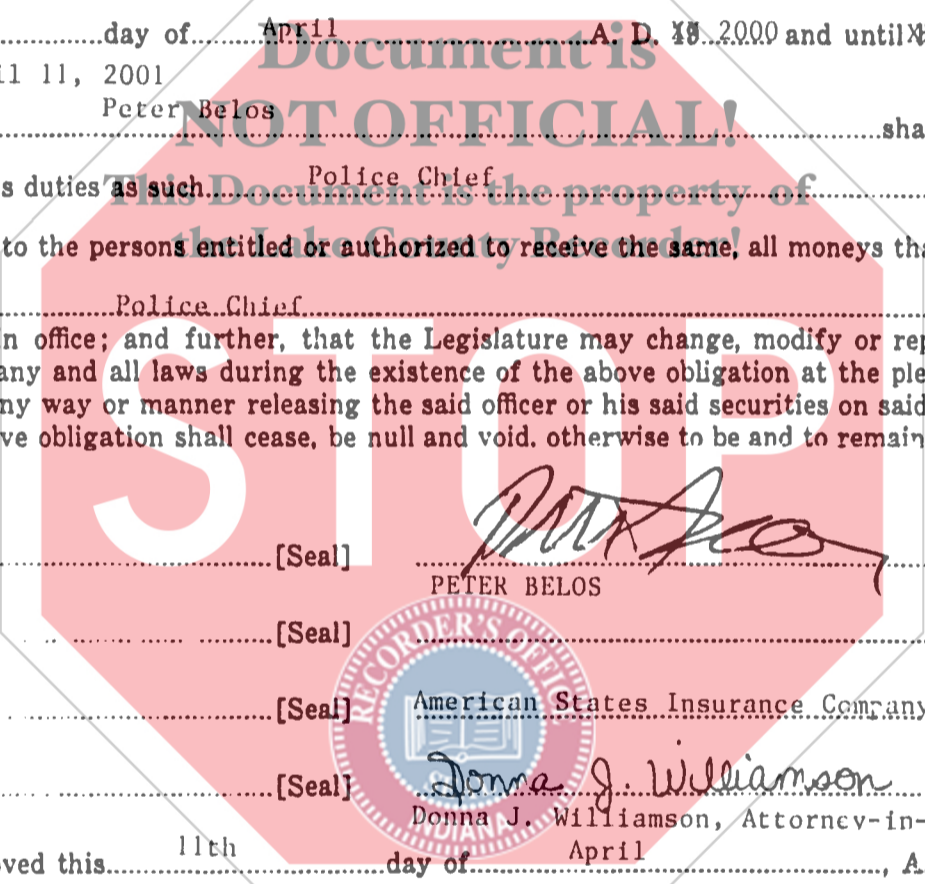 day of April A. D. 19 2000 and until
il 11, 2001
Peter Belos sha
s duties as such Police Chief
to the persons entitled or authorized to receive the same, all moneys tha
Police Chief
n office; and further, that the Legislature may change, modify or rep
any and all laws during the existence of the above obligation at the ple
ny way or manner releasing the said officer or his said securities on said
ve obligation shall cease, be null and void, otherwise to be and to remain
[Seal]
PETER BELOS
[Seal]
[Seal] American States Insurance Company
[Seal] Donna J. Williamson
Donna J. Williamson, Attorney-in-
ved this 11th day of April, A.
Document is
NOT OFFICIAL!
This Document is the property of
the Lake County Recorder!
STOP
RECORDER'S OFFICE
INDIANA